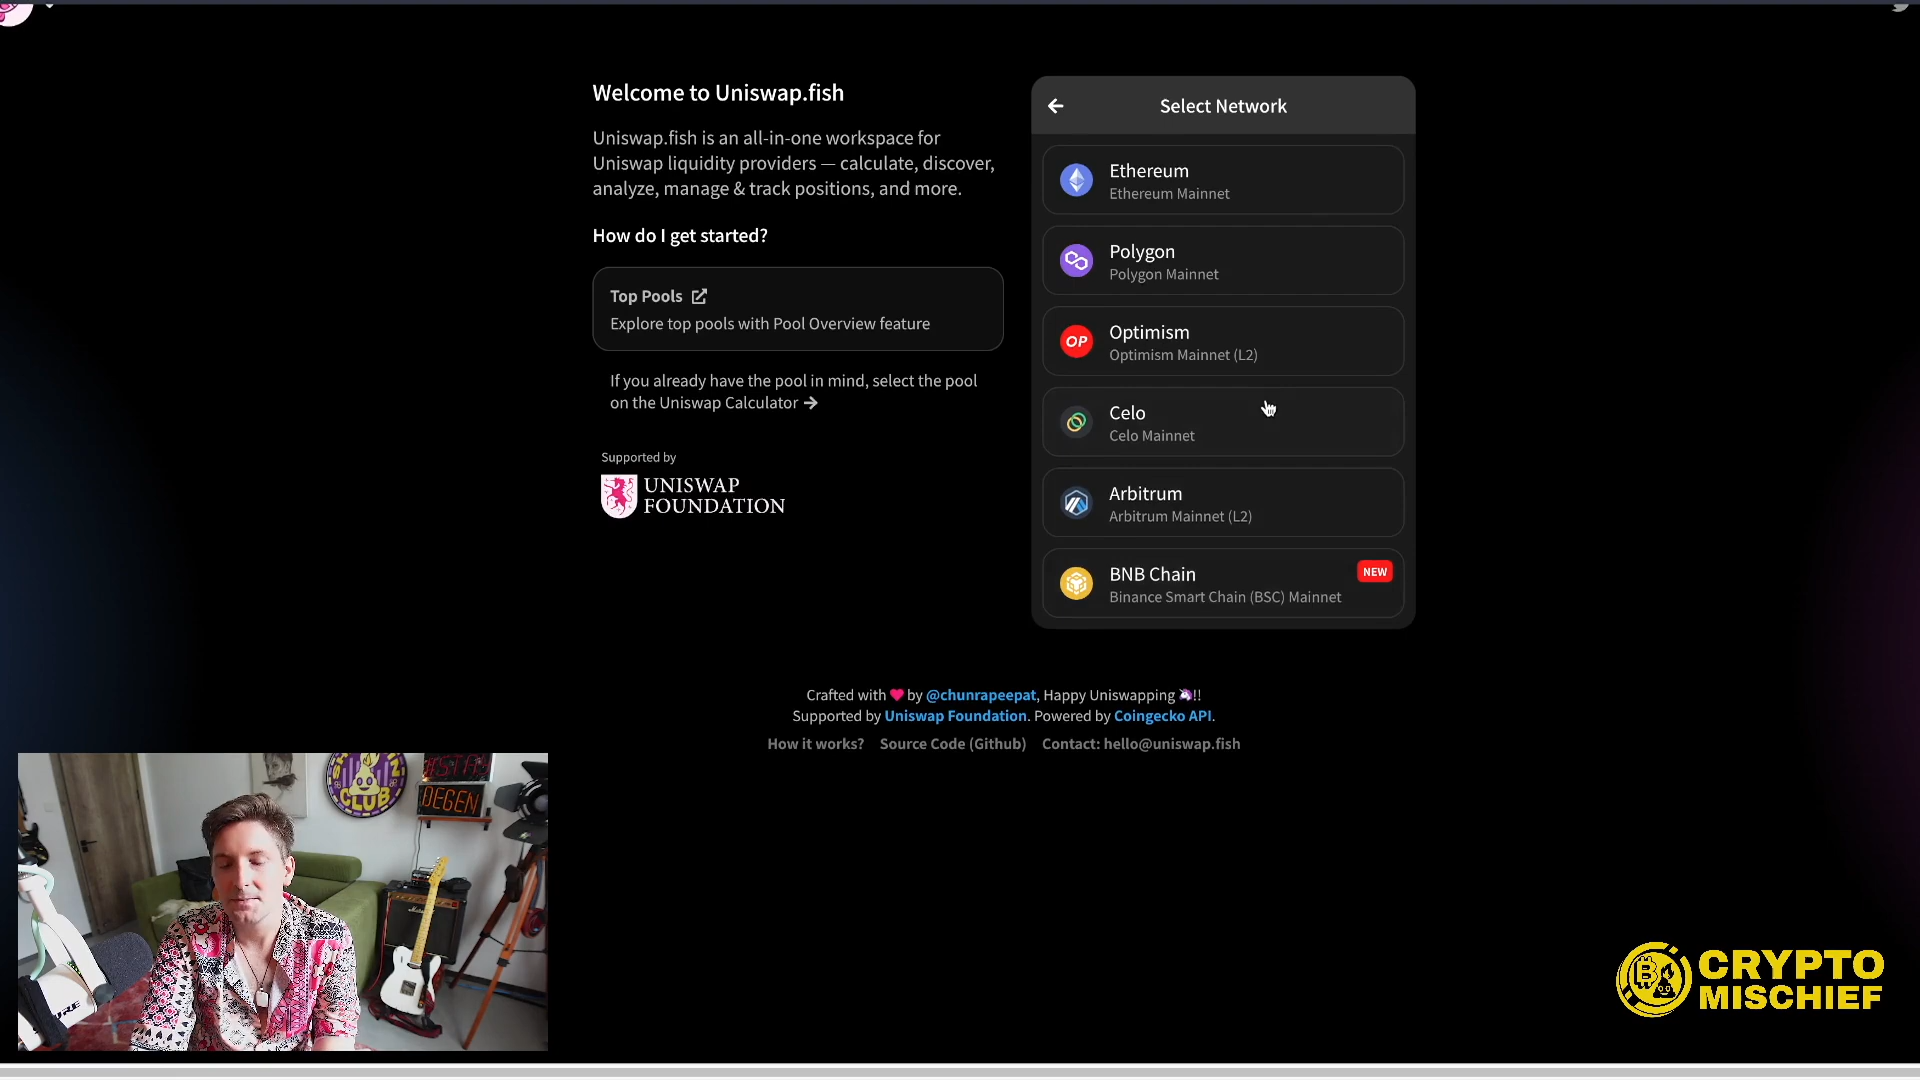 Welcome to Uniswap.fish
Uniswap.fish is an all-in-one workspace for
Uniswap liquidity providers — calculate, discover,
analyze, manage & track positions, and more.
How do I get started?
Top Pools
Explore top pools with Pool Overview feature
If you already have the pool in mind, select the pool
on the Uniswap Calculator →
Supported by
UNISWAP
FOUNDATION
← Select Network
Ethereum
Ethereum Mainnet
Polygon
Polygon Mainnet
OP
Optimism
Optimism Mainnet (L2)
Celo
Celo Mainnet
Arbitrum
Arbitrum Mainnet (L2)
BNB Chain
NEW
Binance Smart Chain (BSC) Mainnet
Crafted with ❤ by @chunrapeepat, Happy Uniswapping 🦄!!
Supported by Uniswap Foundation. Powered by Coingecko API.
How it works? Source Code (Github) Contact: hello@uniswap.fish
CLUB
DEGEN
CRYPTO
MISCHIEF